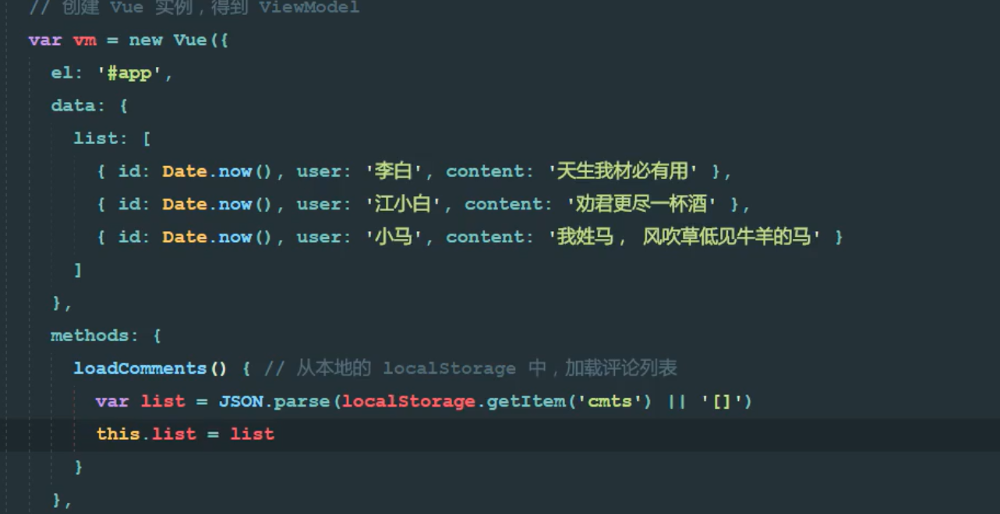 // 创建 Vue 实例，得到 ViewModel
var vm = new Vue({
el: '#app',
data: {
list: [
{ id: Date.now(), user: '李白', content: '天生我材必有用' },
{ id: Date.now(), user: '江小白', content: '劝君更尽一杯酒' },
{ id: Date.now(), user: '小马', content: '我姓马， 风吹草低见牛羊的马' }
]
},
methods: {
loadComments() { // 从本地的 localStorage 中，加载评论列表
var list = JSON.parse(localStorage.getItem('cmts') || '[]')
this.list = list
}
},